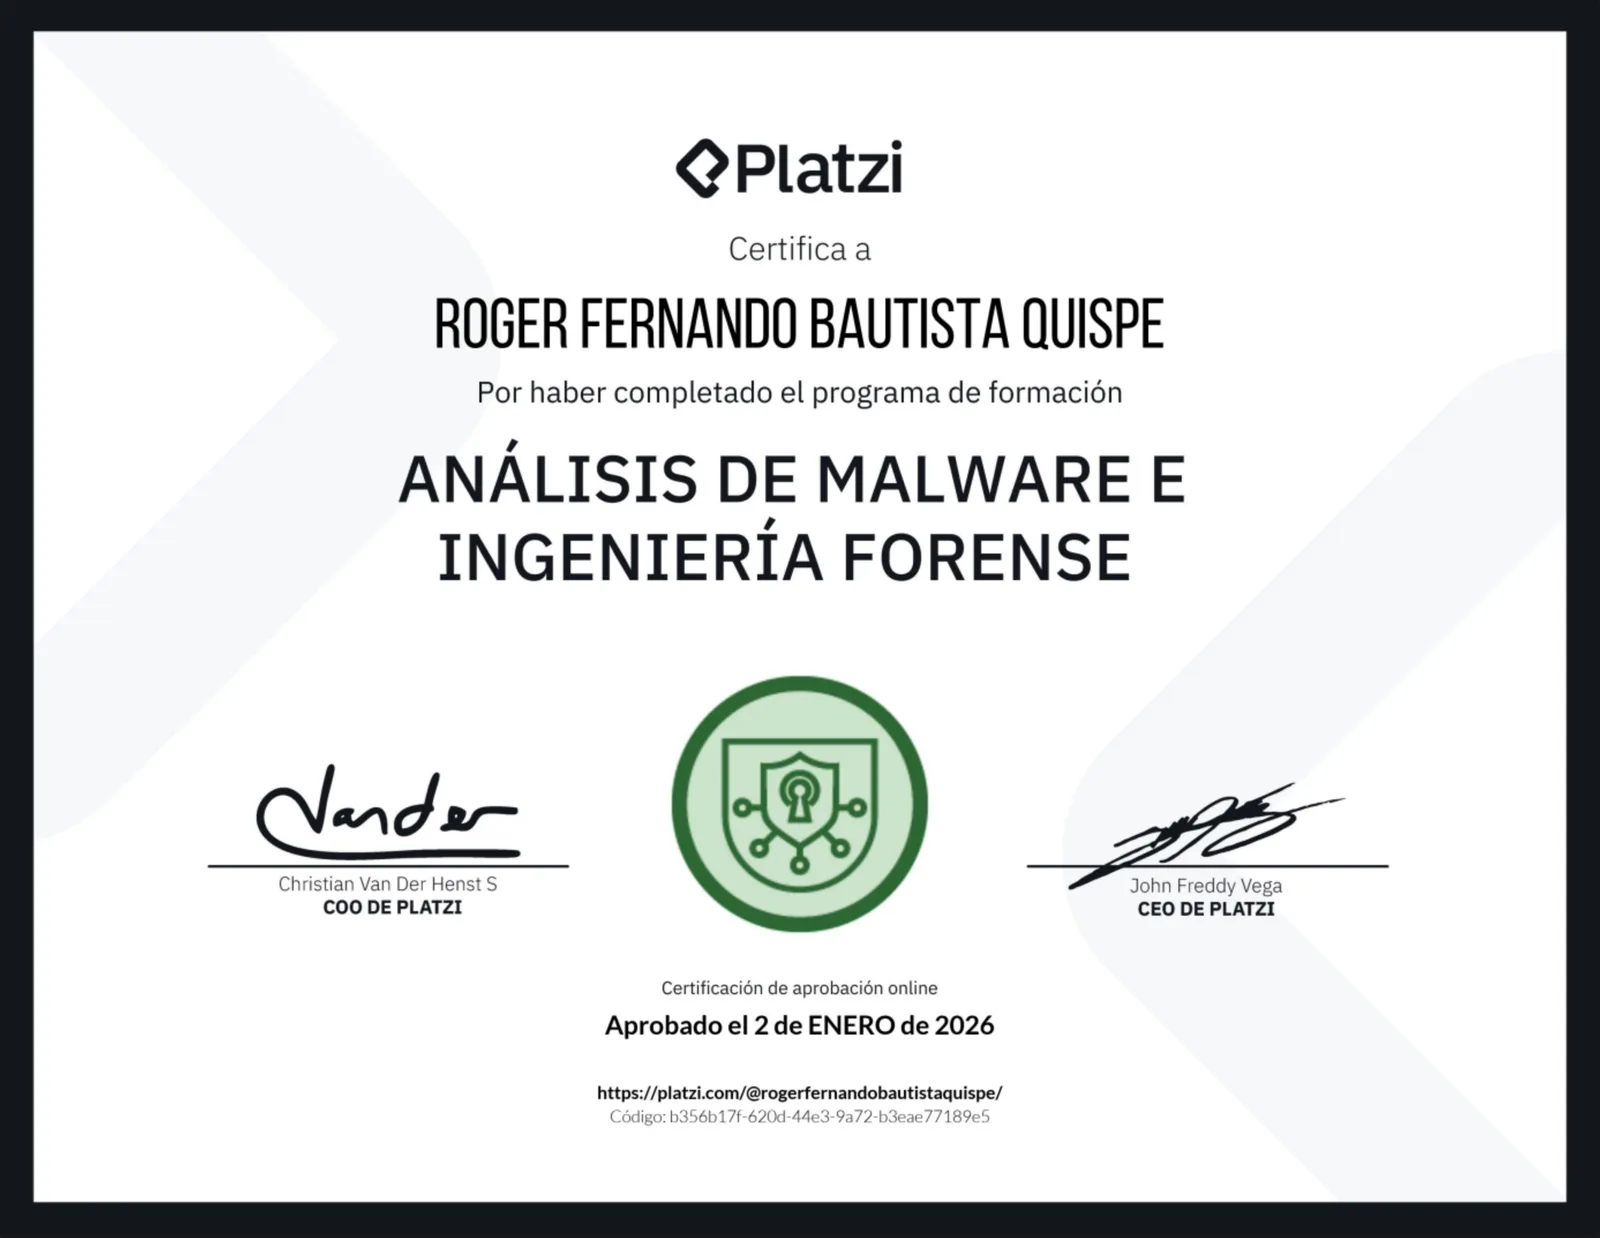 Platzi
Certifica a
ROGER FERNANDO BAUTISTA QUISPE
Por haber completado el programa de formación
ANÁLISIS DE MALWARE E
INGENIERÍA FORENSE
Vander
Christian Van Der Henst S
COO DE PLATZI
John Freddy Vega
CEO DE PLATZI
Certificación de aprobación online
Aprobado el 2 de ENERO de 2026
https://platzi.com/@rogerfernandobautistaquispe/
Código: b356b17f-620d-44e3-9a72-b3eae77189e5